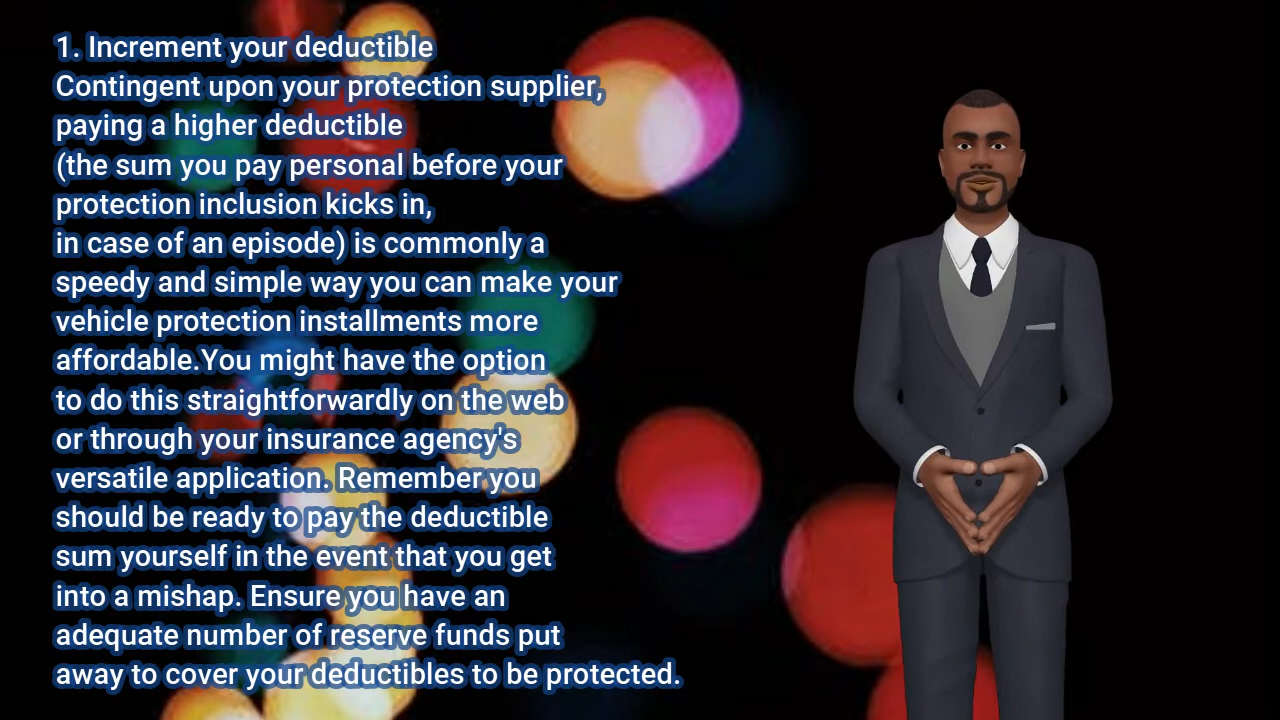 1. Increment your deductible
Contingent upon your protection supplier,
paying a higher deductible
(the sum you pay personal before your
protection inclusion kicks in,
in case of an episode) is commonly a
speedy and simple way you can make your
vehicle protection installments more
affordable.You might have the option
to do this straightforwardly on the web
or through your insurance agency's
versatile application. Remember you
should be ready to pay the deductible
sum yourself in the event that you get
into a mishap. Ensure you have an
adequate number of reserve funds put
away to cover your deductibles to be protected.